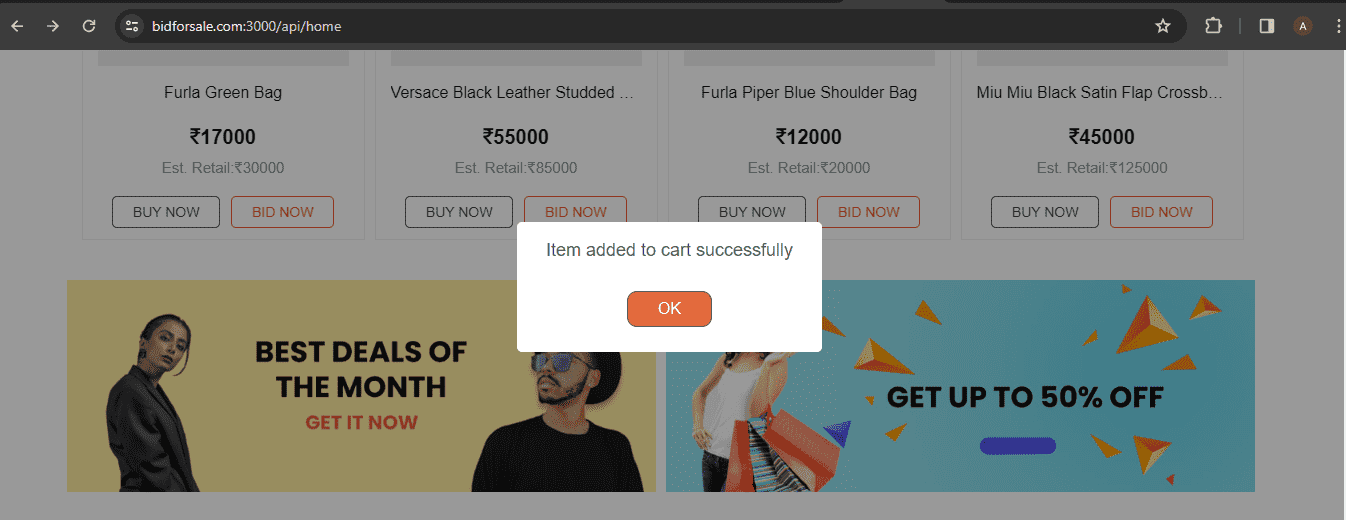 bidforsale.com:3000/api/home
A
Furla Green Bag
₹17000
Est. Retail:₹30000
BUY NOW
BID NOW
Versace Black Leather Studded ...
₹55000
Est. Retail:₹85000
BUY NOW
BID NOW
Furla Piper Blue Shoulder Bag
₹12000
Est. Retail:₹20000
BUY NOW
BID NOW
Miu Miu Black Satin Flap Crossb...
₹45000
Est. Retail:₹125000
BUY NOW
BID NOW
Item added to cart successfully
OK
BEST DEALS OF
THE MONTH
GET IT NOW
GET UP TO 50% OFF